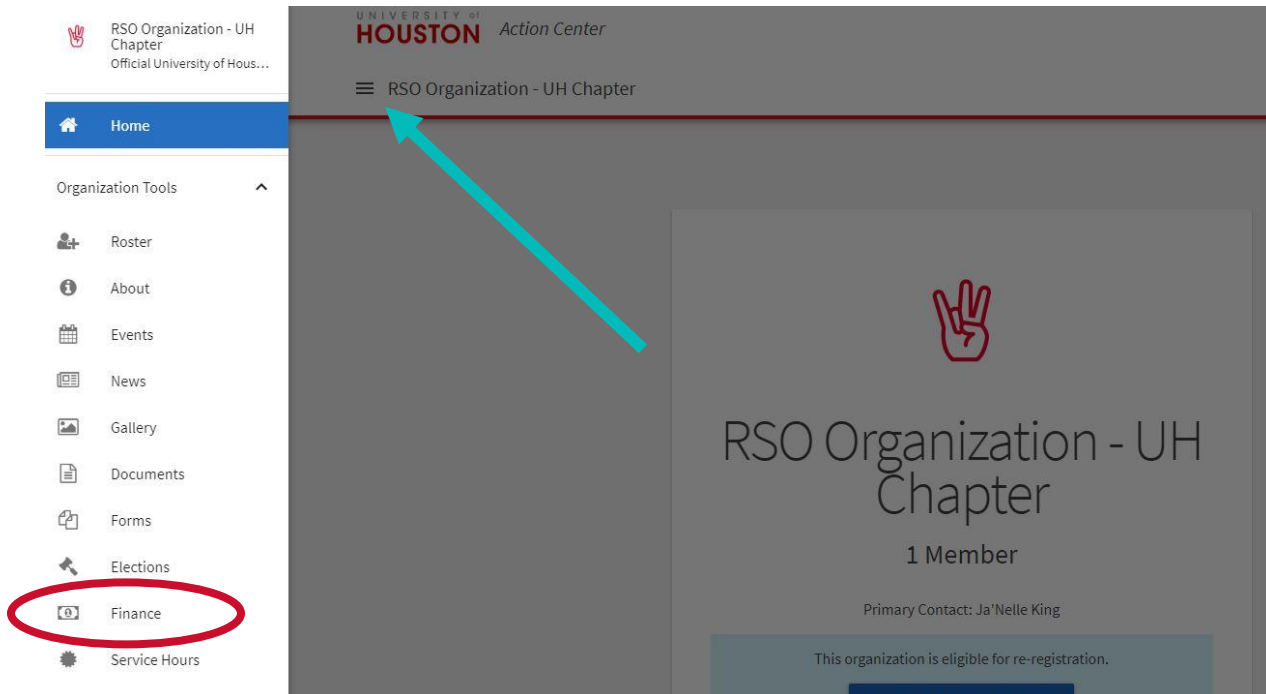 RSO Organization - UH
Chapter
Official University of Hous...
Home
Organization Tools
Roster
About
Events
News
Gallery
Documents
Forms
Elections
Finance
Service Hours
UNIVERSITY of
HOUSTON Action Center
RSO Organization - UH Chapter
RSO Organization - UH
Chapter
1 Member
Primary Contact: Ja'Nelle King
This organization is eligible for re-registration.